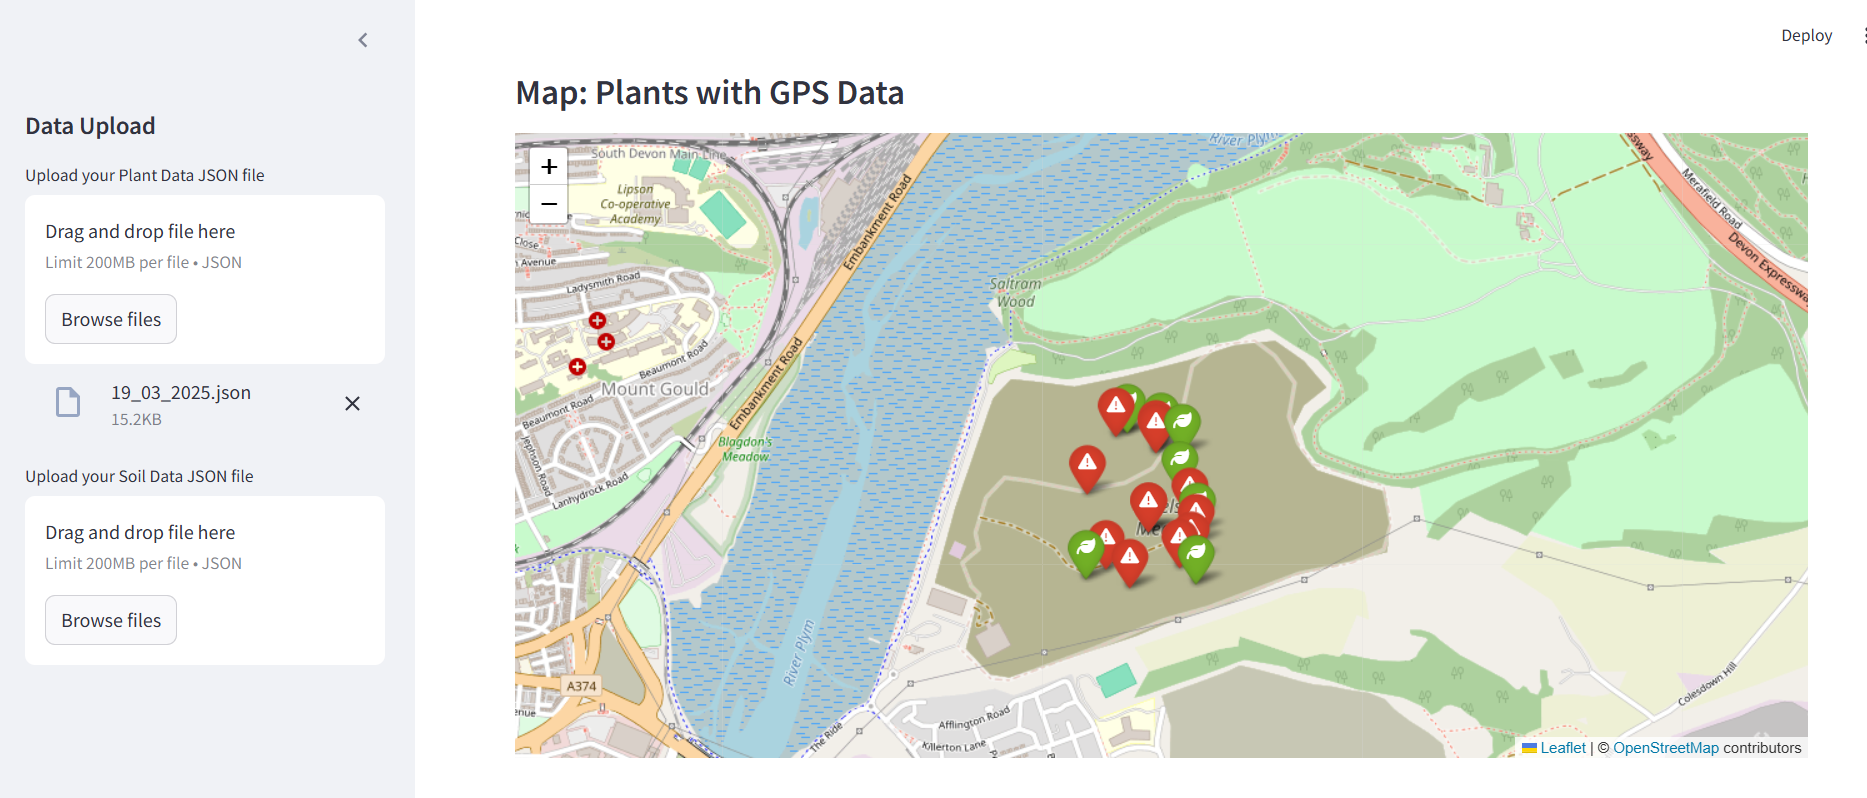 Deploy
Data Upload
Upload your Plant Data JSON file
Drag and drop file here
Limit 200MB per file • JSON
Browse files
19_03_2025.json
15.2KB
Upload your Soil Data JSON file
Drag and drop file here
Limit 200MB per file • JSON
Browse files
Map: Plants with GPS Data
+
−
South Devon Main Line
Lipson
Co-operative
Academy
Close
Avenue
Ladysmith Road
Beaumont Road
Mount Gould
Beaumont Road
Jephson Road
Lanhydrock Road
Embankment Road
Embankment Road
Blagdon's
Meadow
River Plym
River Plym
Saltram
Wood
Merafield Road
Devon Expressway
A374
The Ride
Afflington Road
Killerton Lane
Colesdown Hill
Leaflet | © OpenStreetMap contributors